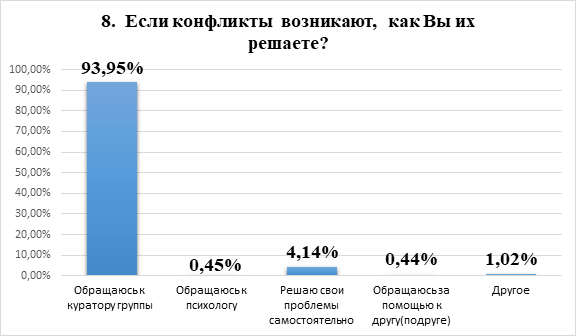 8. Если конфликты возникают, как Вы их
решаете?
100,00%
90,00%
80,00%
70,00%
60,00%
50,00%
40,00%
30,00%
20,00%
10,00%
0,00%
93,95%
0,45%
4,14%
0,44%
1,02%
Обращаюсь к
куратору группы
Обращаюсь к
психологу
Решаю свои
проблемы
самостоятельно
Обращаюсь за
помощью к
другу(подруге)
Другое